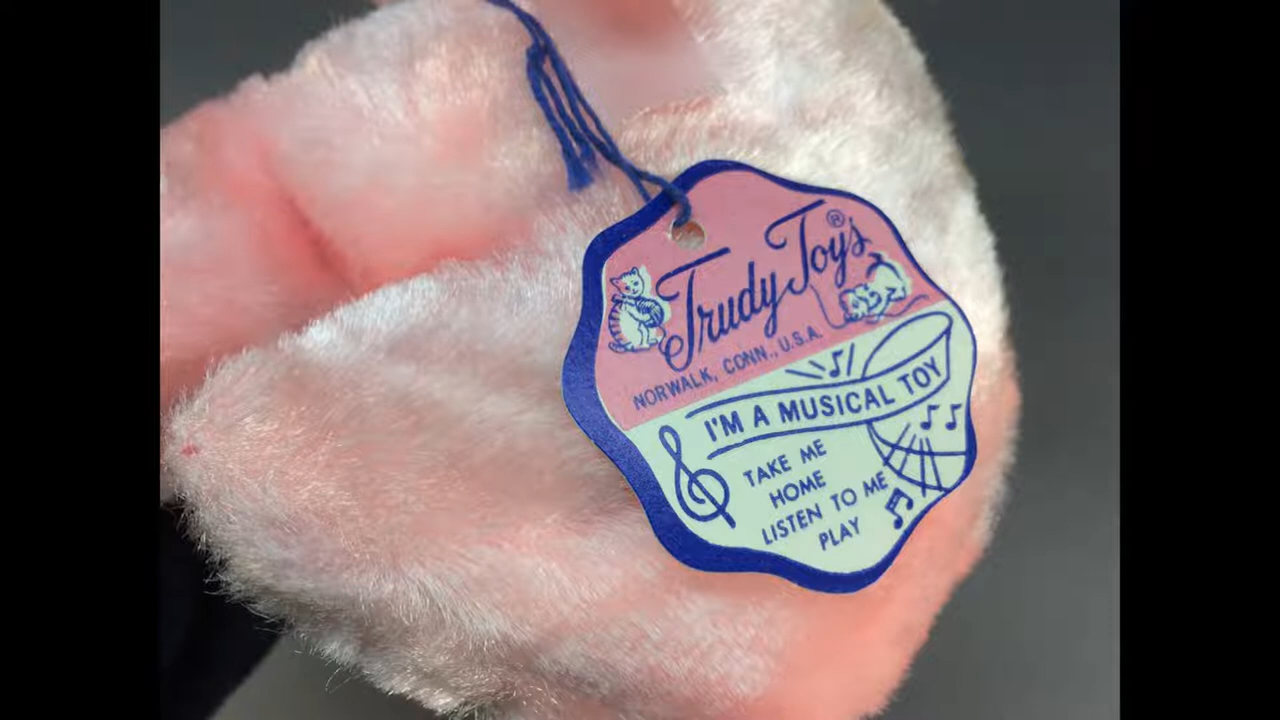 Trudy Toys®
NORWALK, CONN., U.S.A.
I'M A MUSICAL TOY
TAKE ME
HOME
LISTEN TO ME
PLAY